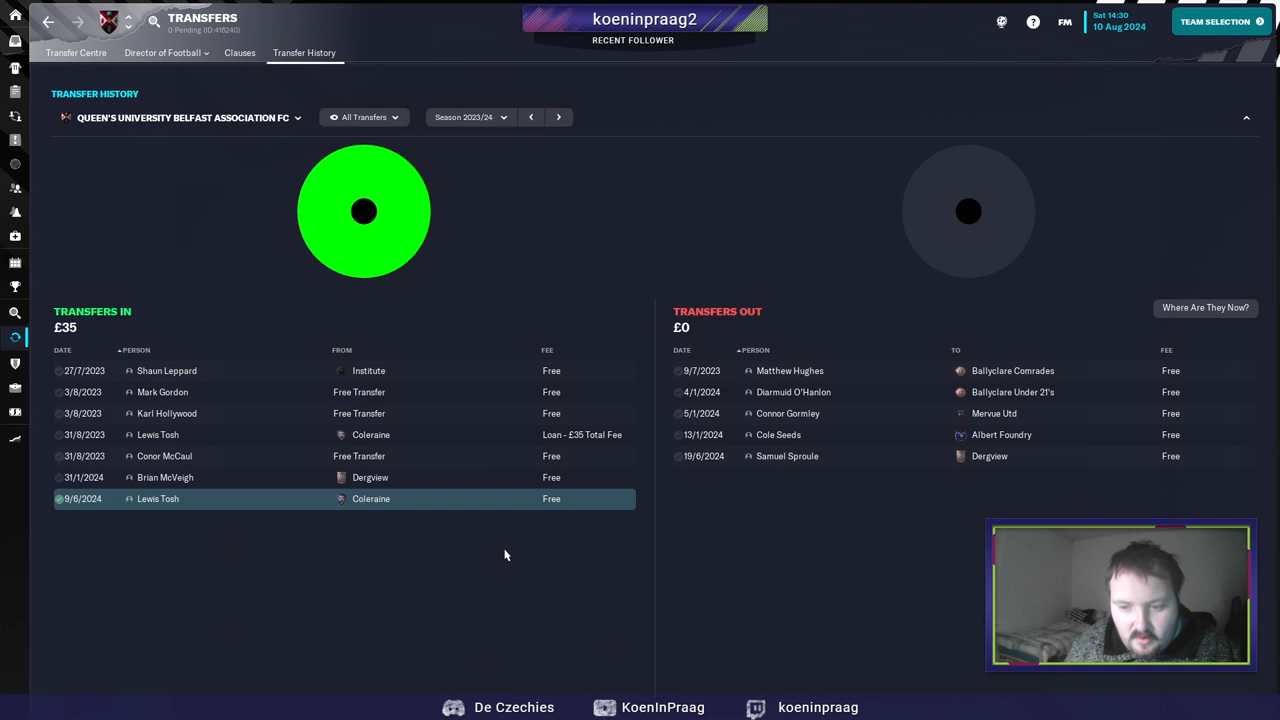 TRANSFERS
0 Pending (ID:416240)
koeninpraag2
RECENT FOLLOWER
FM
Sat 14:30
10 Aug 2024
TEAM SELECTION
Transfer Centre
Director of Football
Clauses
Transfer History
TRANSFER HISTORY
QUEEN'S UNIVERSITY BELFAST ASSOCIATION FC
All Transfers
Season 2023/24
TRANSFERS IN
£35
DATE PERSON FROM FEE
27/7/2023 Shaun Leppard Institute Free
3/8/2023 Mark Gordon Free Transfer Free
3/8/2023 Karl Hollywood Free Transfer Free
31/8/2023 Lewis Tosh Coleraine Loan - £35 Total Fee
31/8/2023 Conor McCaul Free Transfer Free
31/1/2024 Brian McVeigh Dergview Free
9/6/2024 Lewis Tosh Coleraine Free
TRANSFERS OUT
£0
Where Are They Now?
DATE PERSON TO FEE
9/7/2023 Matthew Hughes Ballyclare Comrades Free
4/1/2024 Diarmuid O'Hanlon Ballyclare Under 21's Free
5/1/2024 Connor Gormley Mervue Utd Free
13/1/2024 Cole Seeds Albert Foundry Free
19/6/2024 Samuel Sproule Dergview Free
De Czechies KoenInPraag koeninpraag